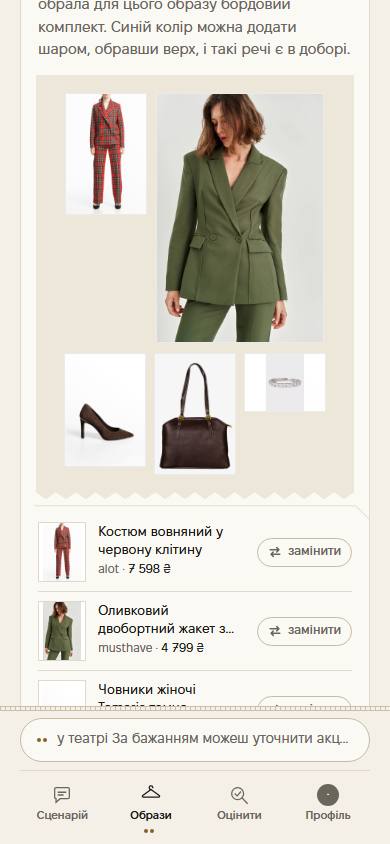 обрала для цього образу бордовий
комплект. Синій колір можна додати
шаром, обравши верх, і такі речі є в доборі.
Костюм вовняний у
червону клітину
alot · 7 598 ₴
замінити
Оливковий
двобортний жакет з...
musthave · 4 799 ₴
замінити
Човники жіночі
у театрі За бажанням можеш уточнити акц...
Сценарій
Образи
Оцінити
Профіль